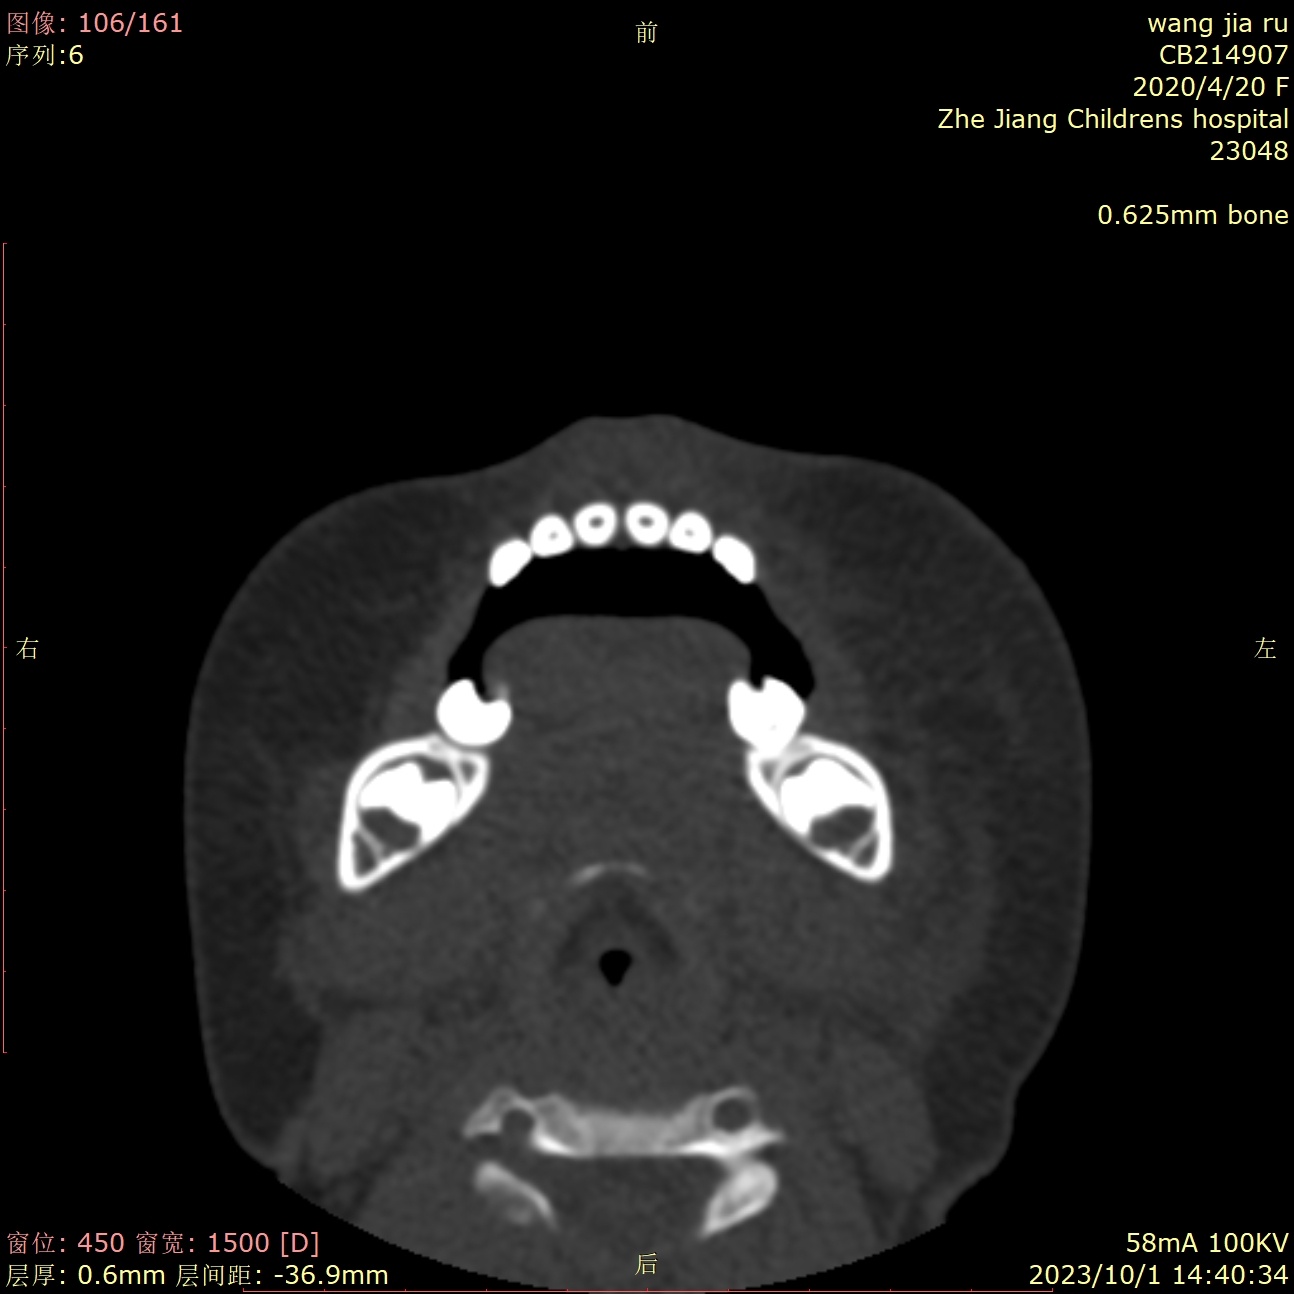 图像: 106/161
序列:6
前
wang jia ru
CB214907
2020/4/20 F
Zhe Jiang Childrens hospital
23048
0.625mm bone
右
左
窗位: 450 窗宽: 1500 [D]
层厚: 0.6mm 层间距: -36.9mm
后
58mA 100KV
2023/10/1 14:40:34